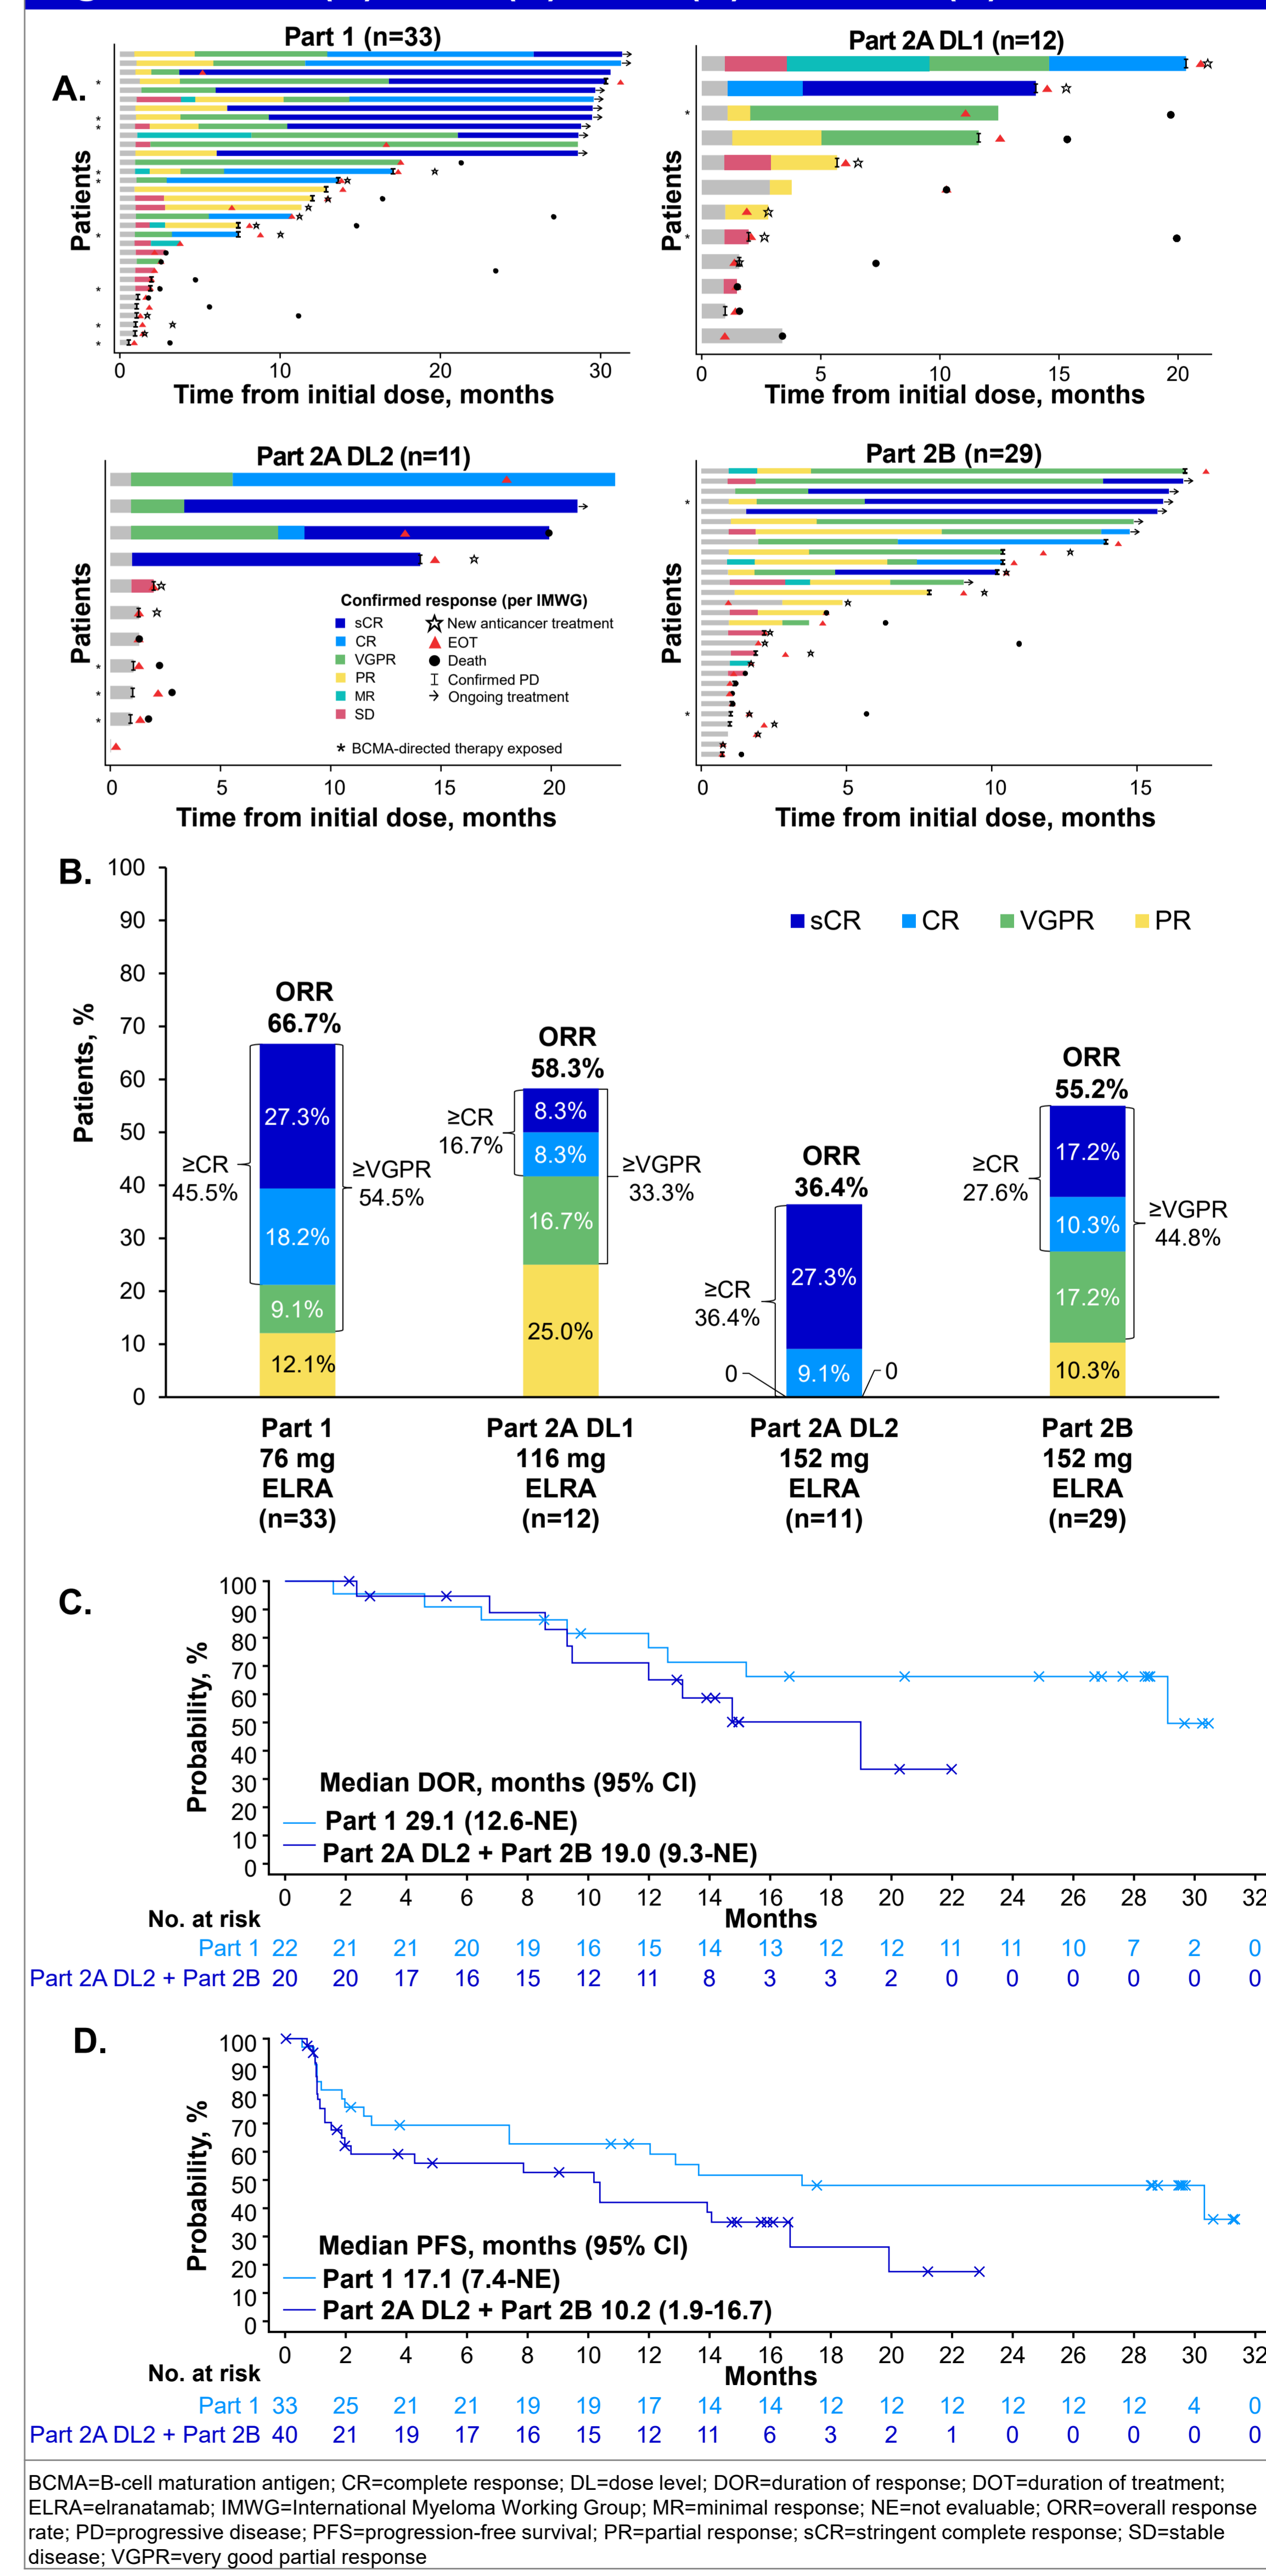 A.
Part 1 (n=33)
Patients
*
*
*
*
*
*
*
*
*
0 10 20 30
Time from initial dose, months
Part 2A DL1 (n=12)
Patients
*
*
0 5 10 15 20
Time from initial dose, months
Part 2A DL2 (n=11)
Patients
*
*
*
Confirmed response (per IMWG)
sCR
CR
VGPR
PR
MR
SD
New anticancer treatment
EOT
Death
Confirmed PD
Ongoing treatment
* BCMA-directed therapy exposed
0 5 10 15 20
Time from initial dose, months
Part 2B (n=29)
Patients
*
*
0 5 10 15
Time from initial dose, months
B.
Patients, %
100
90
80
70
60
50
40
30
20
10
0
sCR CR VGPR PR
ORR
66.7%
27.3%
18.2%
9.1%
12.1%
≥CR
45.5%
≥VGPR
54.5%
ORR
58.3%
8.3%
8.3%
16.7%
25.0%
≥CR
16.7%
≥VGPR
33.3%
ORR
36.4%
27.3%
9.1%
≥CR
36.4%
0
0
ORR
55.2%
17.2%
10.3%
17.2%
10.3%
≥CR
27.6%
≥VGPR
44.8%
Part 1
76 mg
ELRA
(n=33)
Part 2A DL1
116 mg
ELRA
(n=12)
Part 2A DL2
152 mg
ELRA
(n=11)
Part 2B
152 mg
ELRA
(n=29)
C.
Probability, %
100
90
80
70
60
50
40
30
20
10
0
Median DOR, months (95% CI)
Part 1 29.1 (12.6-NE)
Part 2A DL2 + Part 2B 19.0 (9.3-NE)
0 2 4 6 8 10 12 14 16 18 20 22 24 26 28 30 32
Months
No. at risk
Part 1 22 21 21 20 19 16 15 14 13 12 12 11 11 10 7 2 0
Part 2A DL2 + Part 2B 20 20 17 16 15 12 11 8 3 3 2 0 0 0 0 0 0
D.
Probability, %
100
90
80
70
60
50
40
30
20
10
0
Median PFS, months (95% CI)
Part 1 17.1 (7.4-NE)
Part 2A DL2 + Part 2B 10.2 (1.9-16.7)
0 2 4 6 8 10 12 14 16 18 20 22 24 26 28 30 32
Months
No. at risk
Part 1 33 25 21 21 19 19 17 14 14 12 12 12 12 12 12 4 0
Part 2A DL2 + Part 2B 40 21 19 17 16 15 12 11 6 3 2 1 0 0 0 0 0
BCMA=B-cell maturation antigen; CR=complete response; DL=dose level; DOR=duration of response; DOT=duration of treatment;
ELRA=elranatamab; IMWG=International Myeloma Working Group; MR=minimal response; NE=not evaluable; ORR=overall response
rate; PD=progressive disease; PFS=progression-free survival; PR=partial response; sCR=stringent complete response; SD=stable
disease; VGPR=very good partial response